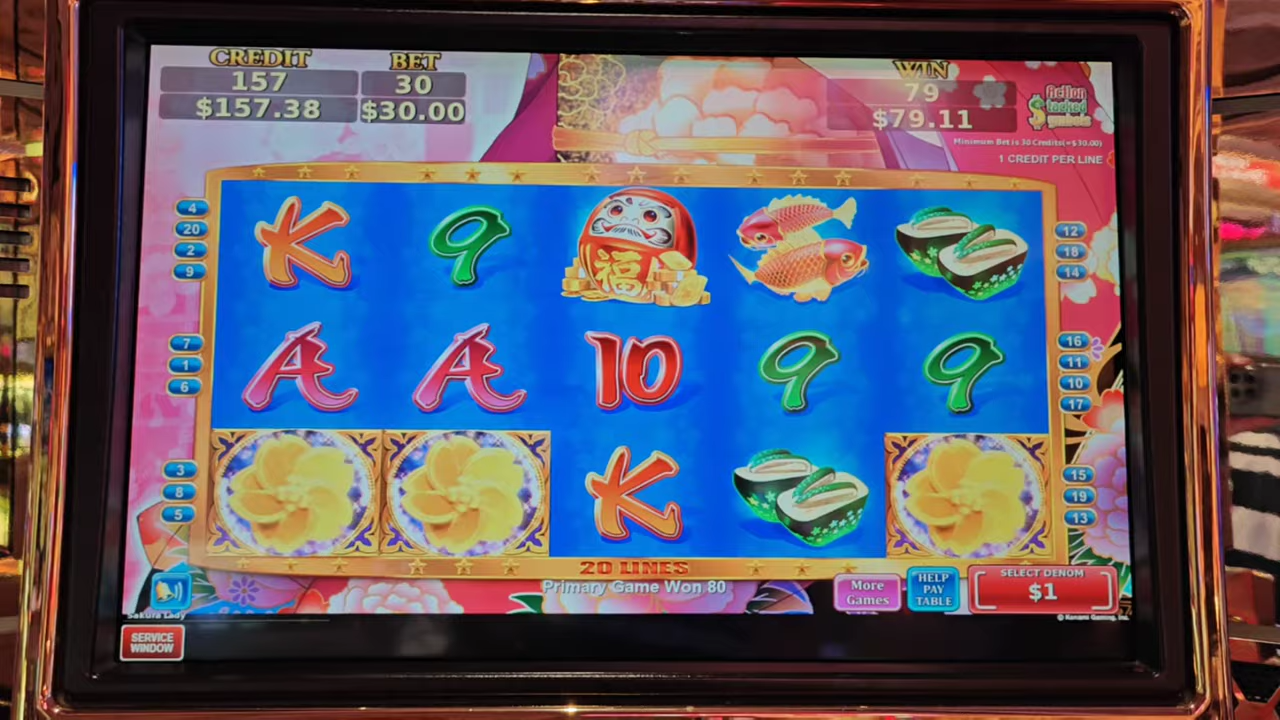 CREDIT
157
$157.38
BET
30
$30.00
WIN
79
$79.11
Action
$tacked
Symbols
Minimum Bet is 30 Credits(=$30.00)
1 CREDIT PER LINE
4
20
2
9
K
9
福
12
18
14
7
1
6
A
A
10
9
9
16
11
10
17
3
8
5
K
15
19
13
20 LINES
Primary Game Won 80
More
Games
HELP
PAY
TABLE
SELECT DENOM
$1
Sakura Lady
© Konami Gaming, Inc.
SERVICE
WINDOW